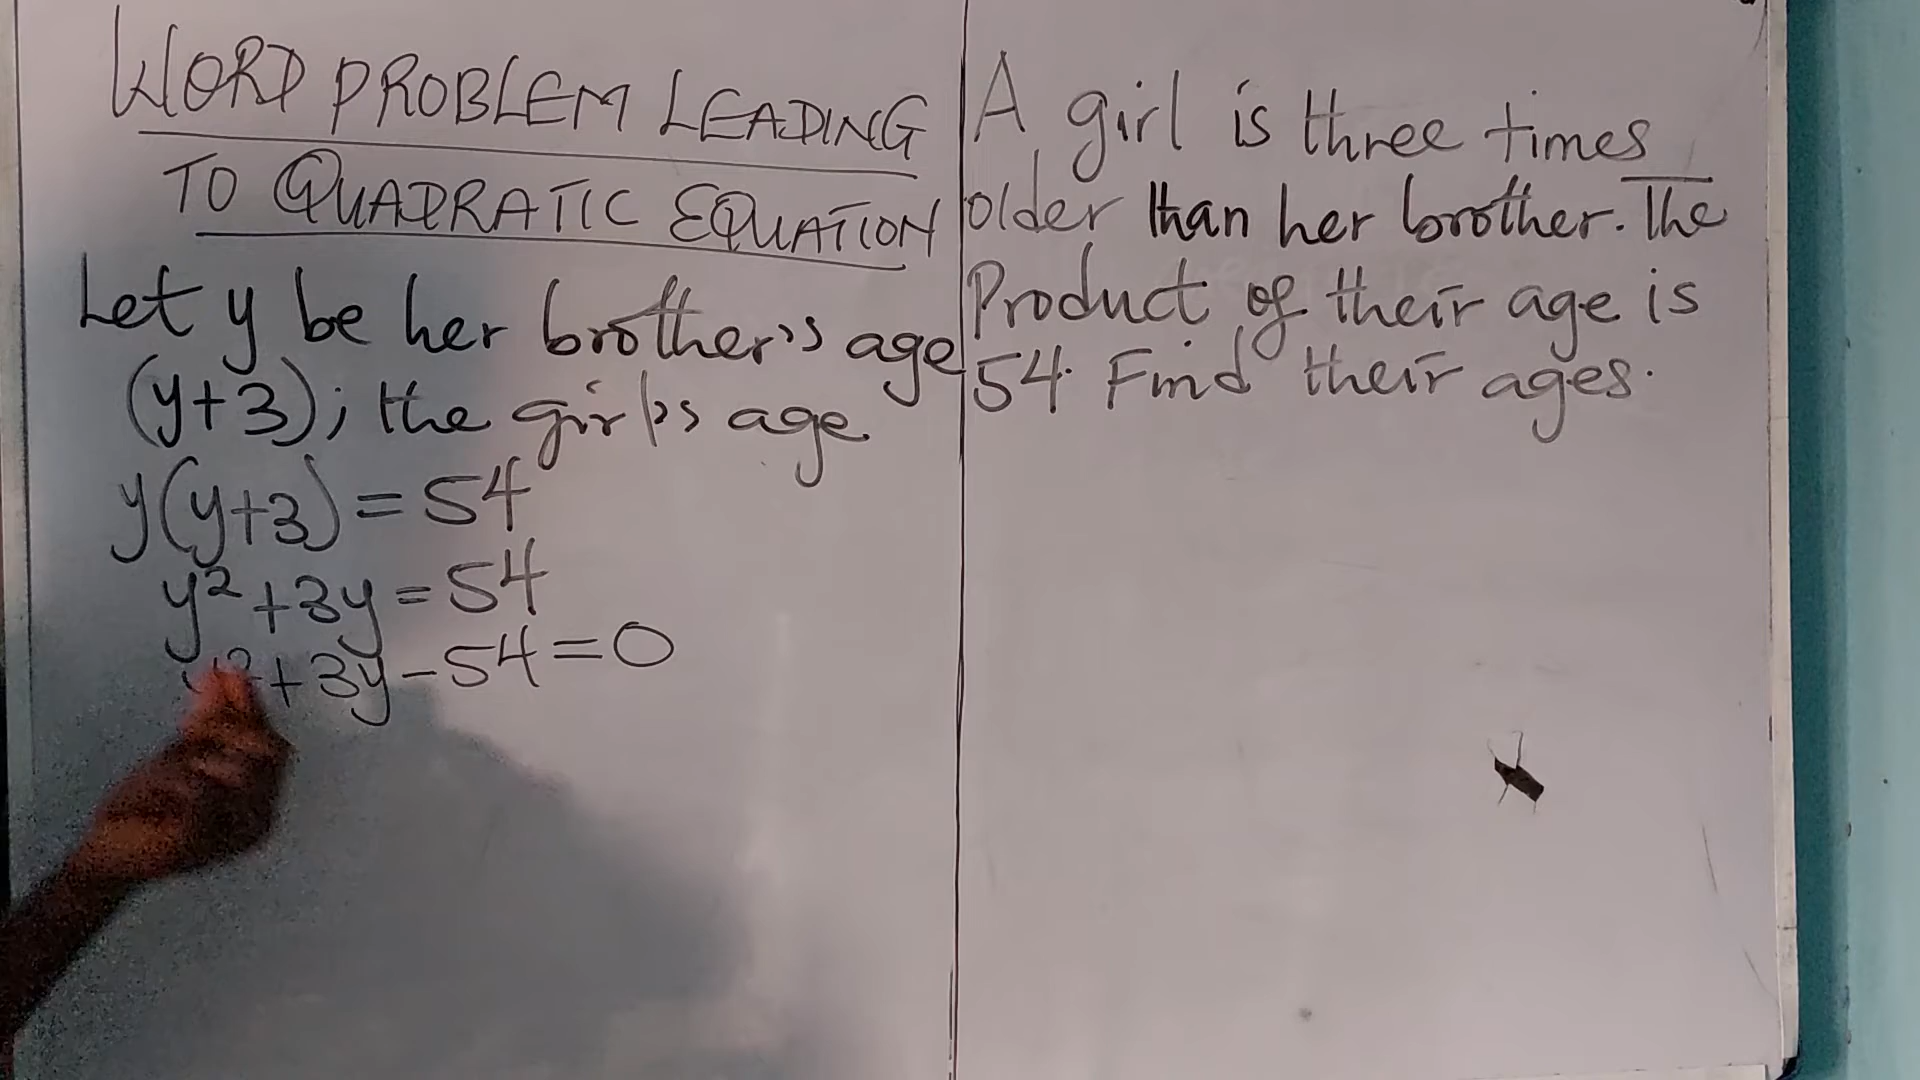 WORD PROBLEM LEADING
TO QUADRATIC EQUATION
Let y be her brother's age
(y+3); the girl's age
y(y+3)=54
y²+3y=54
y²+3y-54=0
A girl is three times
older than her brother. The
Product of their age is
54. Find their ages.